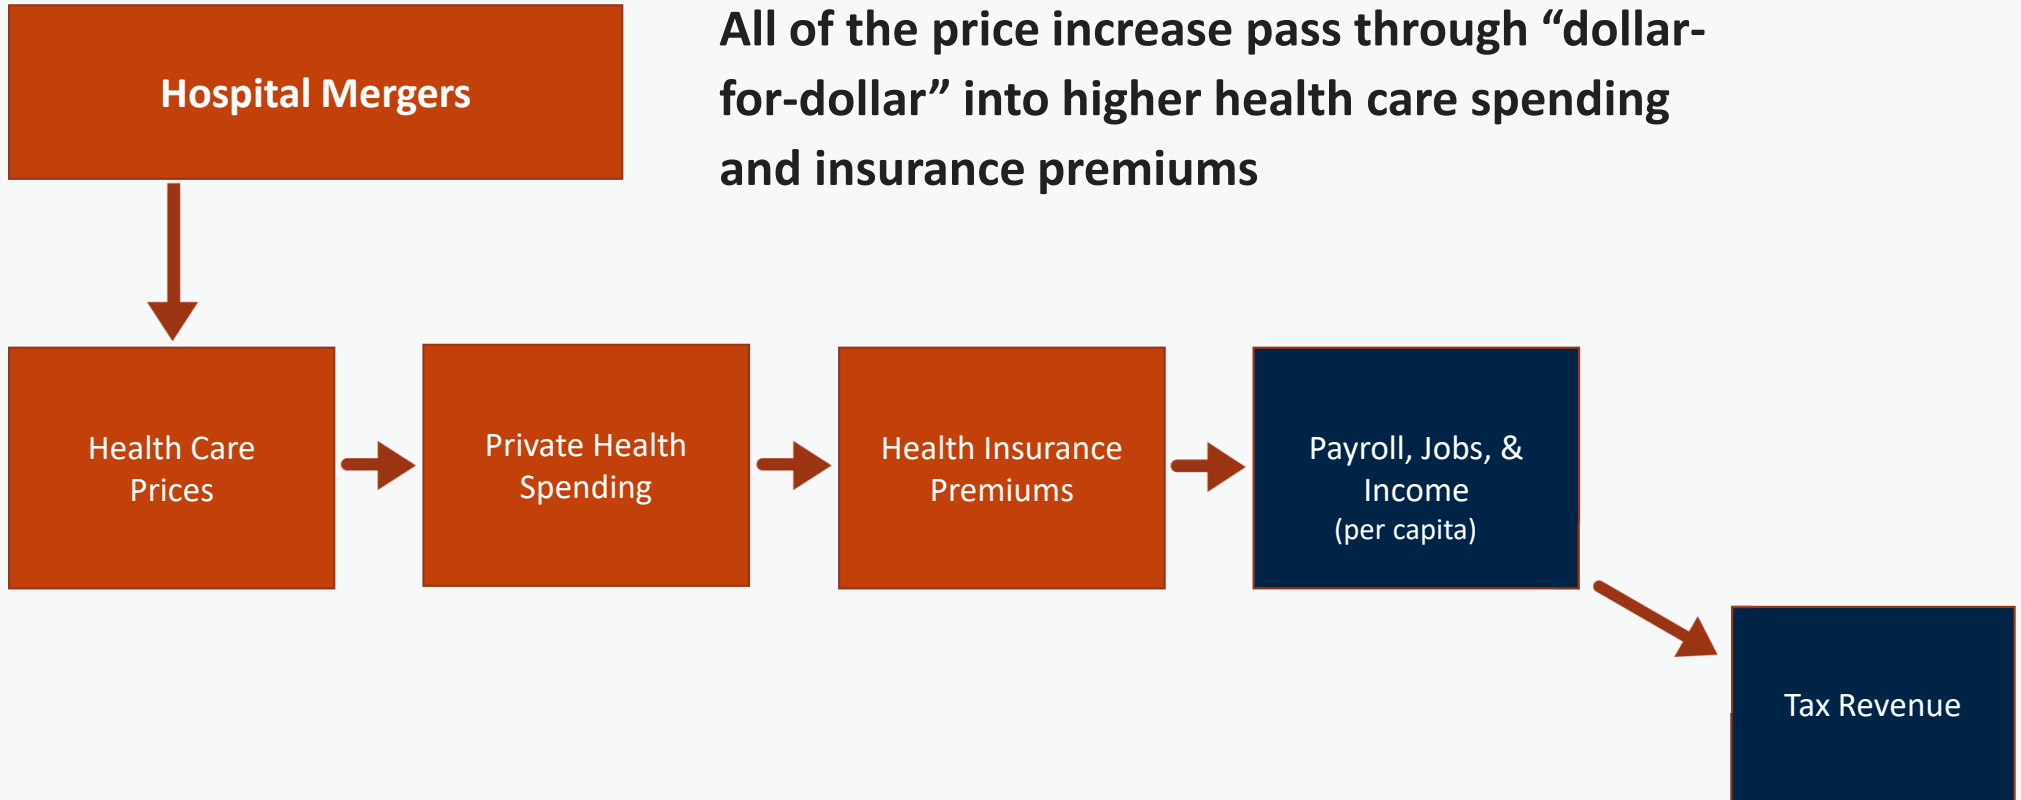 Hospital Mergers
All of the price increase pass through “dollar-
for-dollar” into higher health care spending
and insurance premiums
Health Care
Prices
Private Health
Spending
Health Insurance
Premiums
Payroll, Jobs, &
Income
(per capita)
Tax Revenue